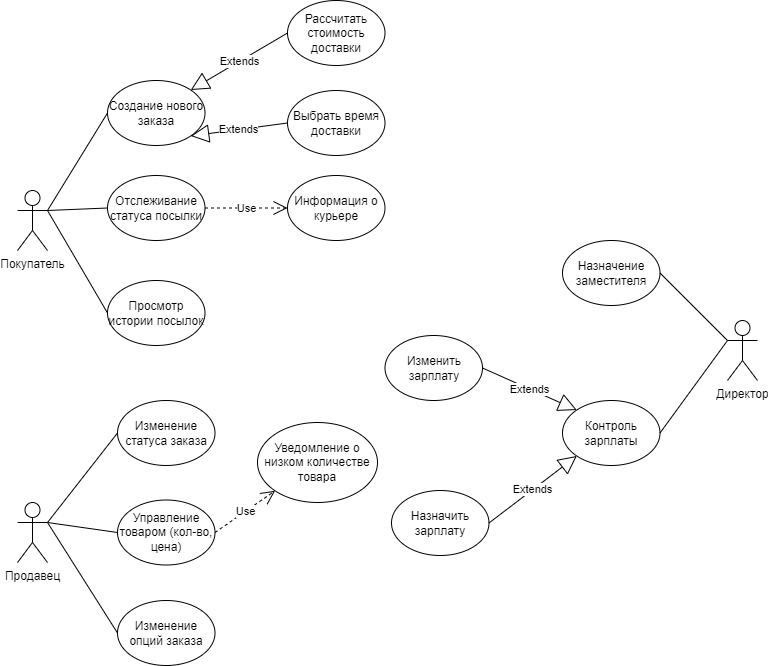 Рассчитать
стоимость
доставки
Extends
Создание нового
заказа
Extends
Выбрать время
доставки
Отслеживание
статуса посылки
Use
Информация о
курьере
Покупатель
Просмотр
истории посылок
Назначение
заместителя
Директор
Изменить
зарплату
Extends
Контроль
зарплаты
Extends
Назначить
зарплату
Изменение
статуса заказа
Уведомление о
низком количестве
товара
Use
Управление
товаром (кол-во,
цена)
Продавец
Изменение
опций заказа